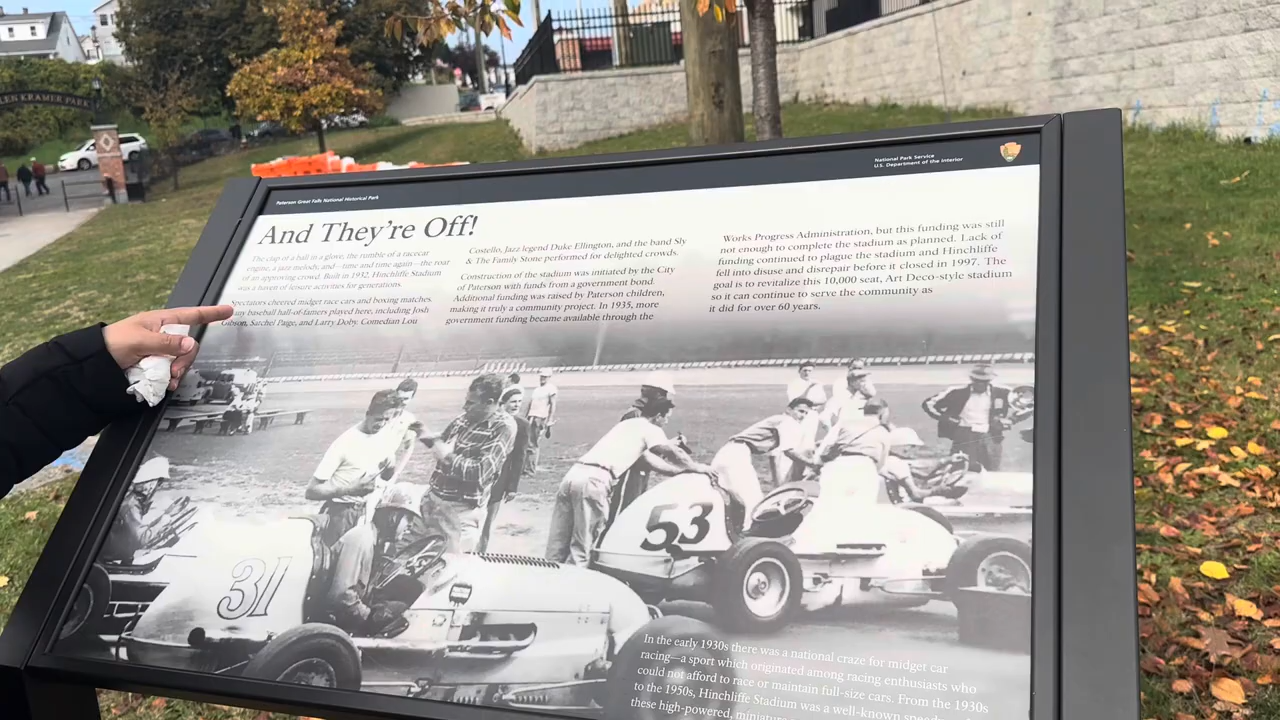 LEN KRAMER PARK
Paterson Great Falls National Historical Park
National Park Service
U.S. Department of the Interior
And They're Off!
The clap of a ball in a glove, the rumble of a racecar
engine, a jazz melody, and—time and time again—the roar
of an approving crowd. Built in 1932, Hinchliffe Stadium
was a haven of leisure activities for generations.
Spectators cheered midget race cars and boxing matches.
any baseball hall-of-famers played here, including Josh
Gibson, Satchel Paige, and Larry Doby. Comedian Lou
Costello, Jazz legend Duke Ellington, and the band Sly
& The Family Stone performed for delighted crowds.
Construction of the stadium was initiated by the City
of Paterson with funds from a government bond.
Additional funding was raised by Paterson children,
making it truly a community project. In 1935, more
government funding became available through the
Works Progress Administration, but this funding was still
not enough to complete the stadium as planned. Lack of
funding continued to plague the stadium and Hinchliffe
fell into disuse and disrepair before it closed in 1997. The
goal is to revitalize this 10,000 seat, Art Deco-style stadium
so it can continue to serve the community as
it did for over 60 years.
53
31
In the early 1930s there was a national craze for midget car
racing—a sport which originated among racing enthusiasts who
could not afford to race or maintain full-size cars. From the 1930s
to the 1950s, Hinchliffe Stadium was a well-known
these high-powered,